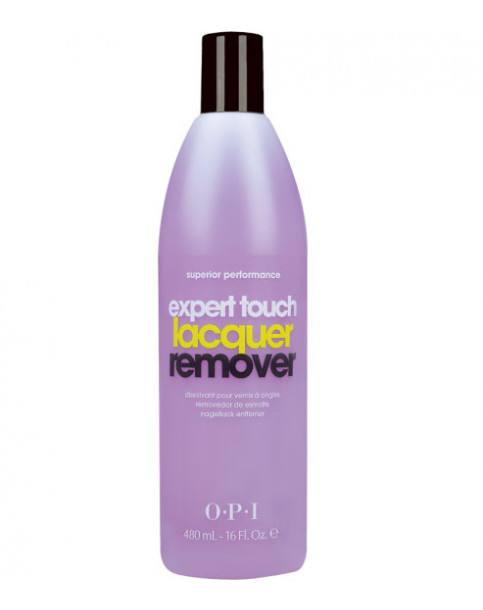 superior performance
expert touch
lacquer
remover
dissolvant pour vernis à ongles
removedor de esmalte
nagellack-entferner
O·P·I
480 mL - 16 Fl. Oz. ℮